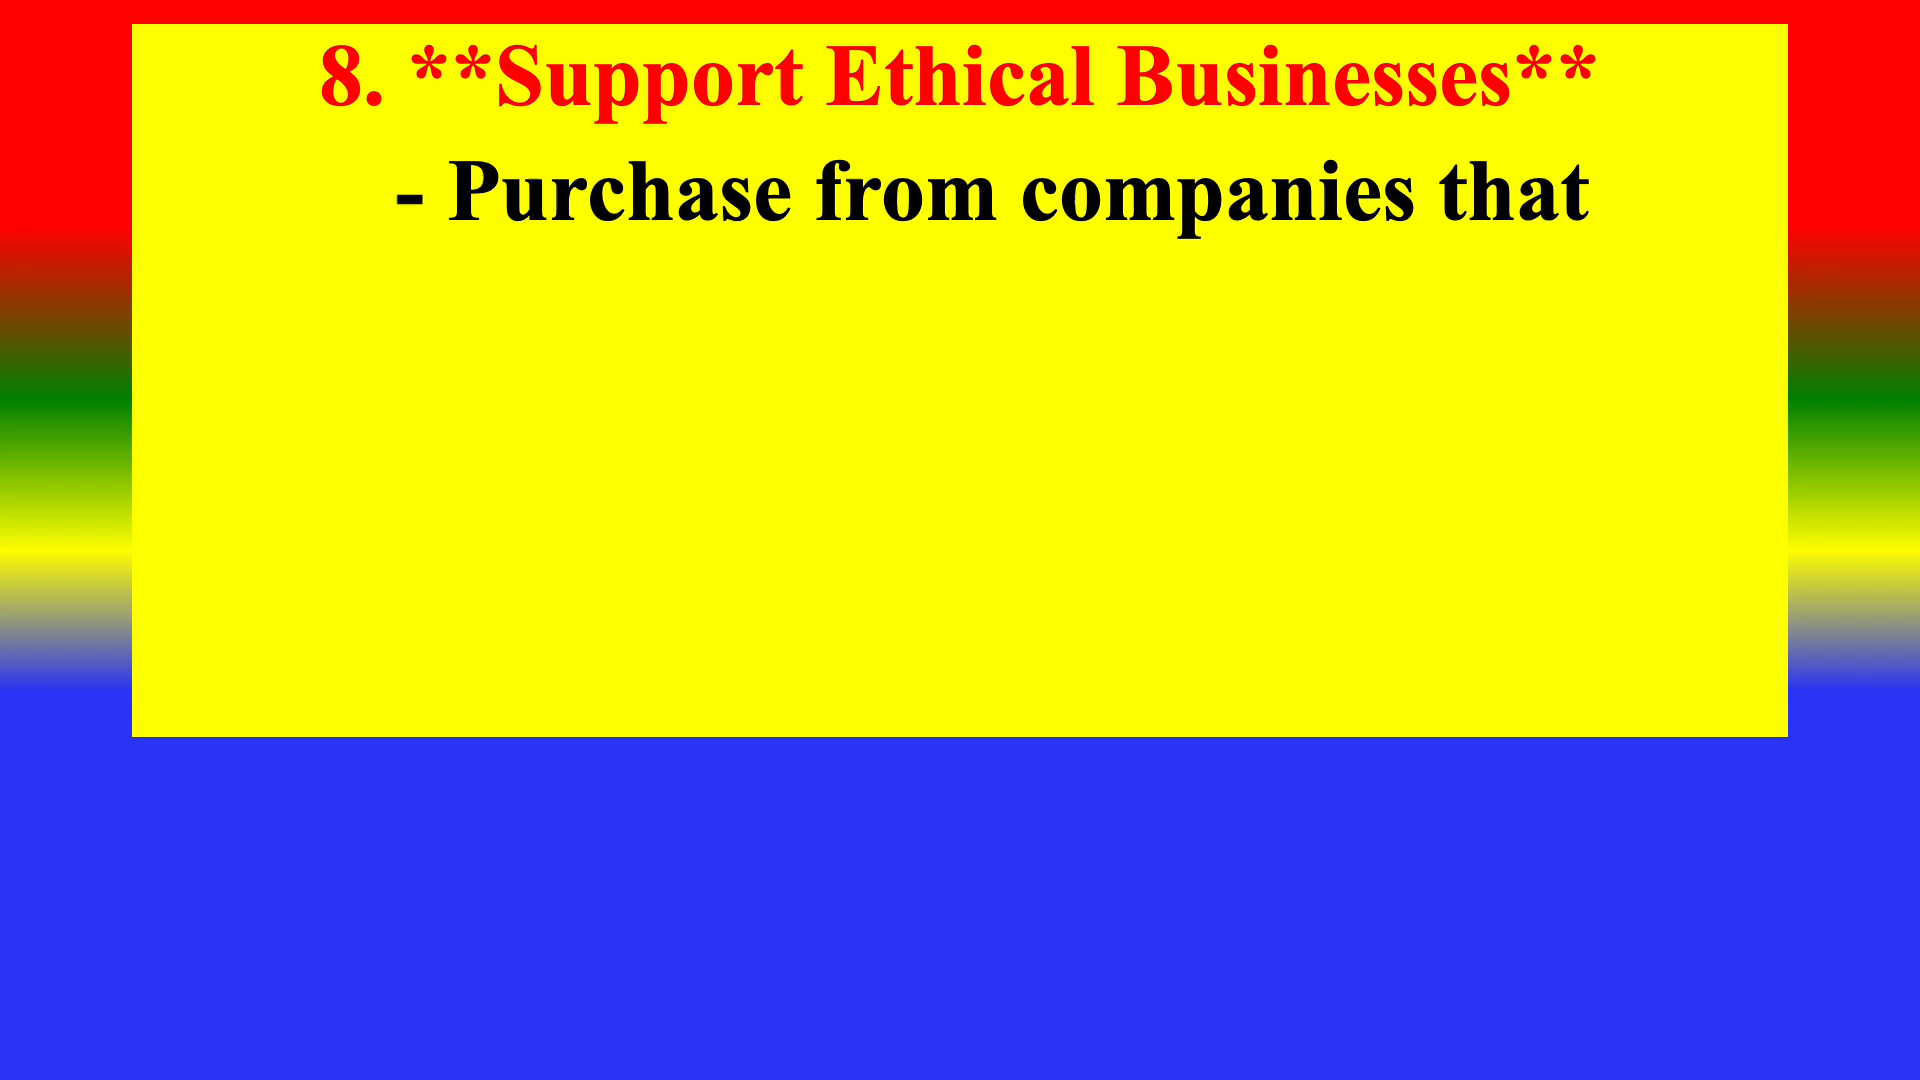 8. **Support Ethical Businesses**
- Purchase from companies that